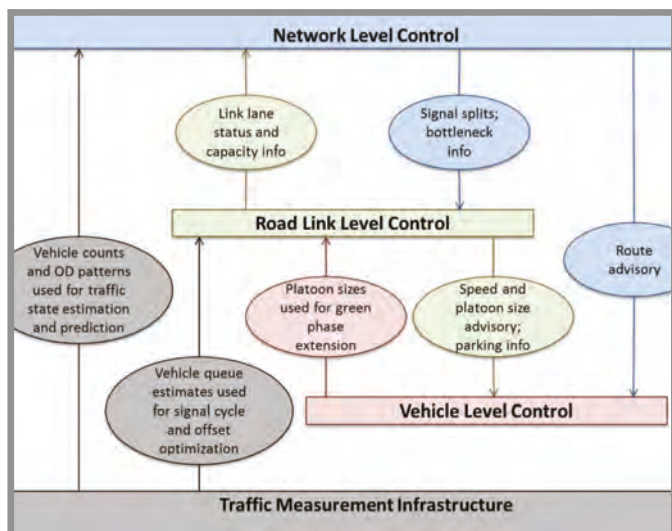 Network Level Control
Link lane
status and
capacity info
Signal splits;
bottleneck
info
Road Link Level Control
Vehicle counts
and OD patterns
used for traffic
state estimation
and prediction
Platoon sizes
used for green
phase
extension
Speed and
platoon size
advisory;
parking info
Route
advisory
Vehicle queue
estimates used
for signal cycle
and offset
optimization
Vehicle Level Control
Traffic Measurement Infrastructure